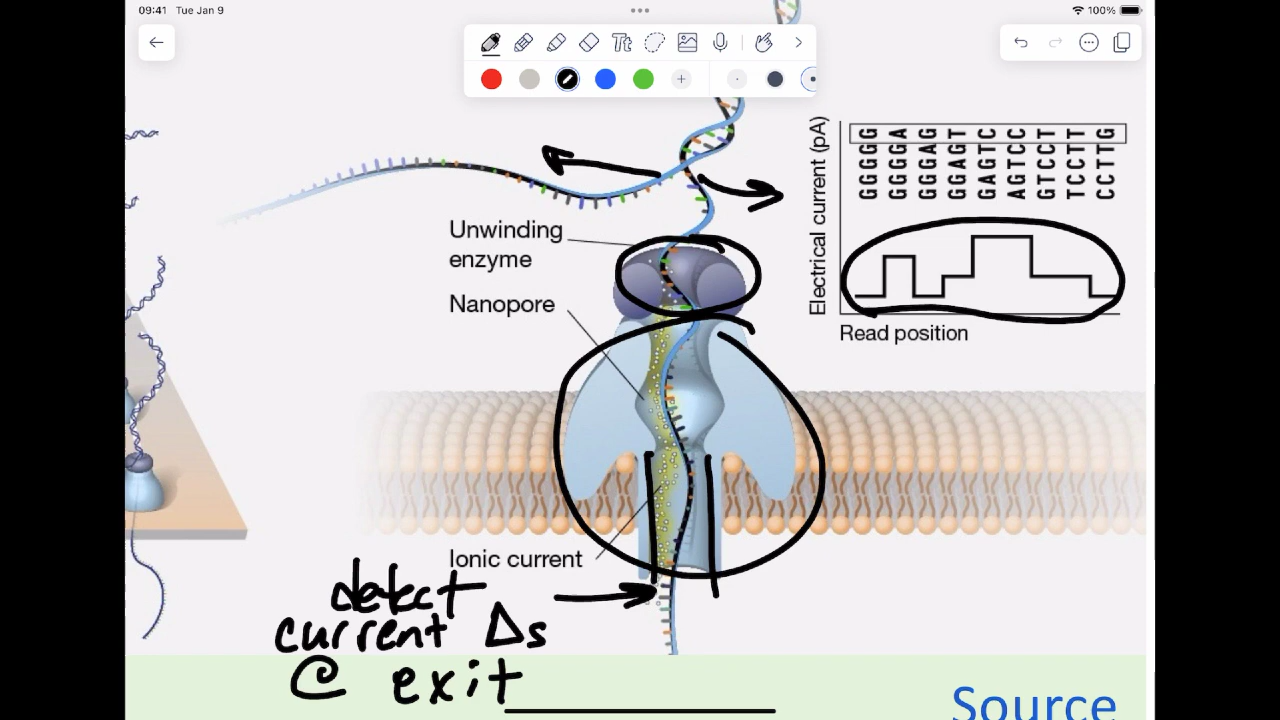 09:41 Tue Jan 9
100%
Tt
Unwinding
enzyme
Nanopore
Ionic current
Electrical current (pA)
GGGGG
GGGGA
GGGAG
GGAGT
GAGTC
AGTCC
GTCCT
TCCTT
CCTTG
Read position
detect
current Δs
@ exit
Source